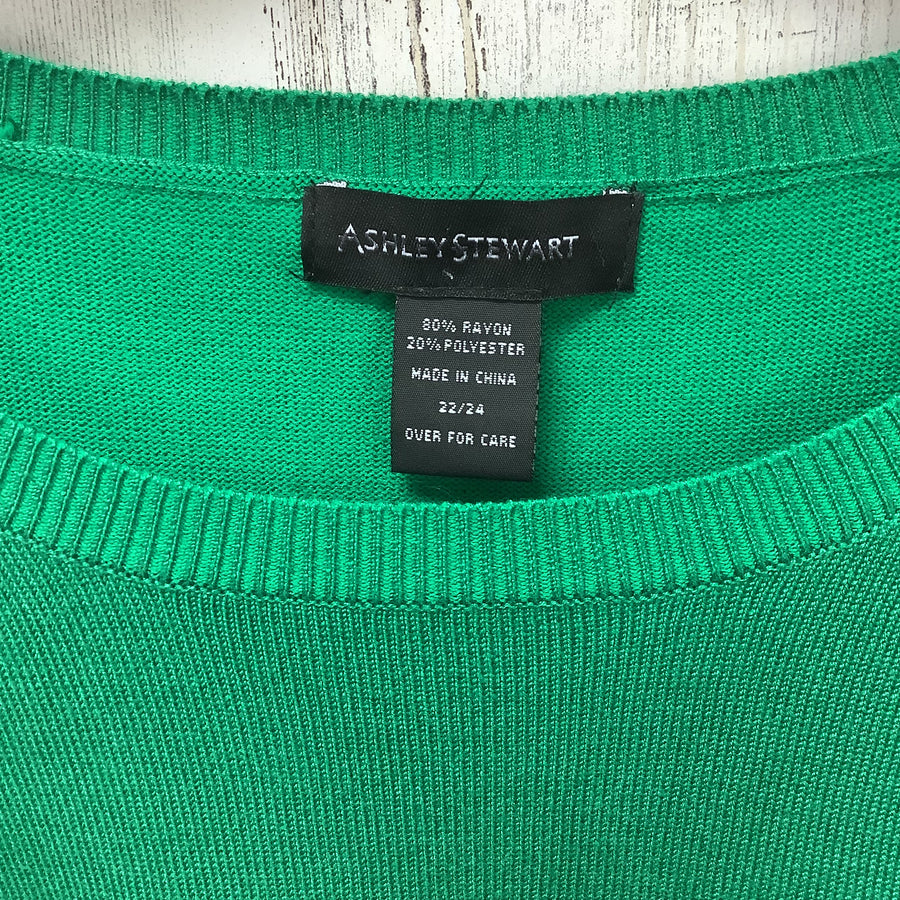 ASHLEY STEWART
80% RAYON
20% POLYESTER
MADE IN CHINA
22/24
OVER FOR CARE